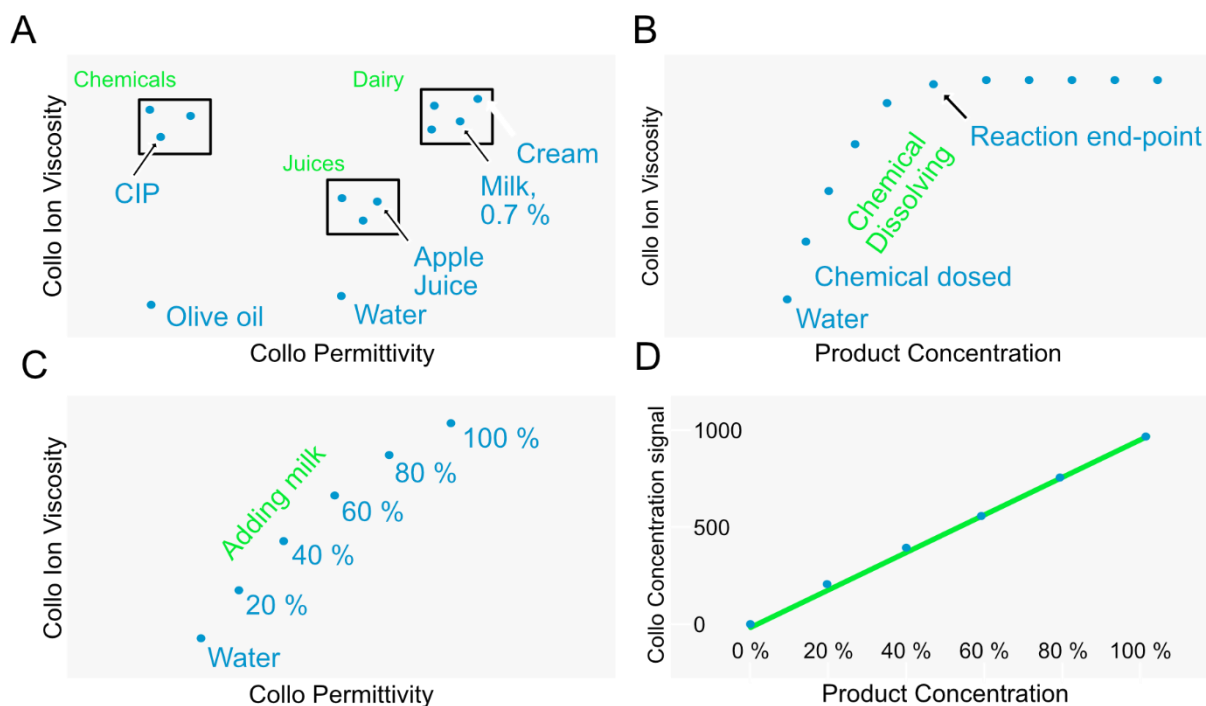 A
Collo Ion Viscosity
Chemicals
Dairy
Juices
CIP
Cream
Milk,
0.7 %
Apple
Juice
Olive oil
Water
Collo Permittivity
B
Collo Ion Viscosity
Reaction end-point
Chemical
Dissolving
Chemical dosed
Water
Product Concentration
C
Collo Ion Viscosity
Adding milk
100 %
80 %
60 %
40 %
20 %
Water
Collo Permittivity
D
Collo Concentration signal
1000
500
0
0 % 20 % 40 % 60 % 80 % 100 %
Product Concentration